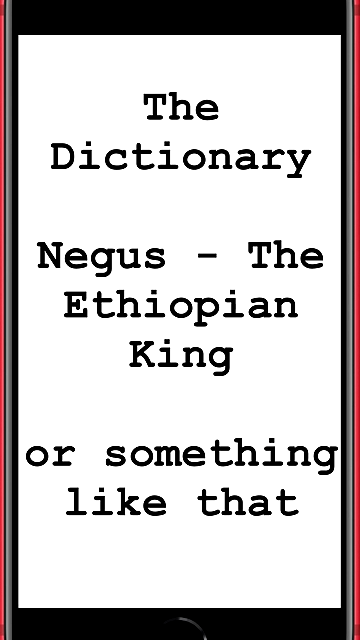 The
Dictionary
Negus - The
Ethiopian
King
or something
like that